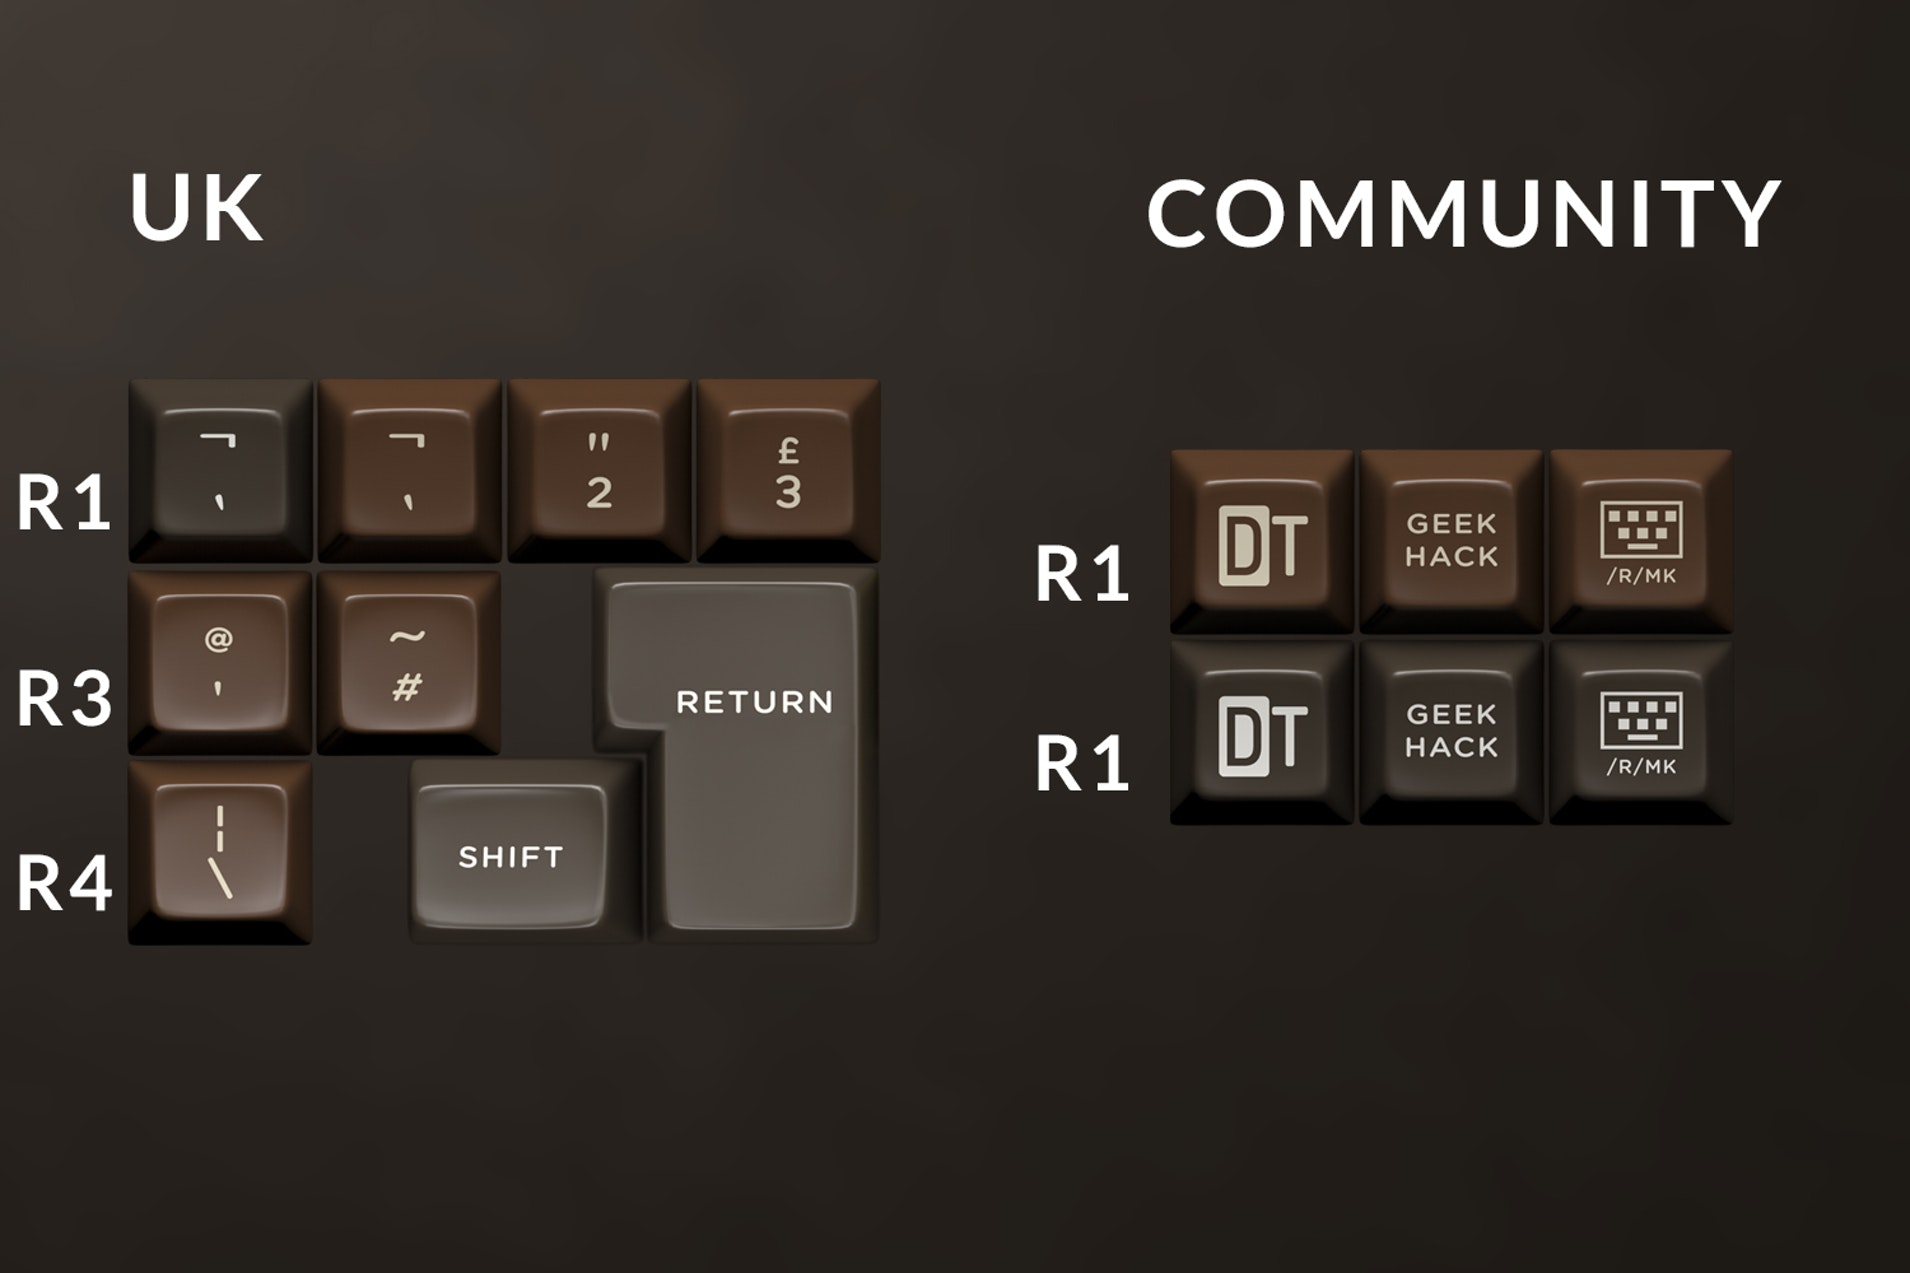 UK
COMMUNITY
R1
¬
,
¬
,
"
2
£
3
R3
@
'
~
#
RETURN
R4
¦
\
SHIFT
R1
DT
GEEK
HACK
/R/MK
R1
DT
GEEK
HACK
/R/MK